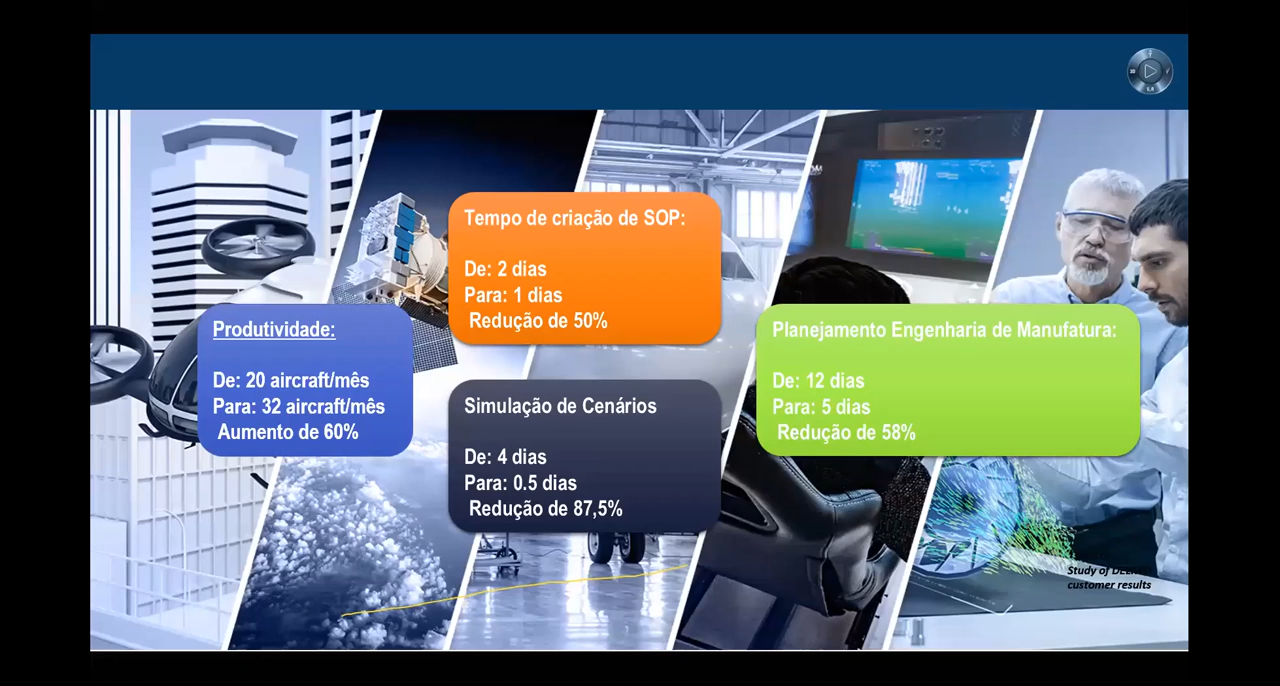 Tempo de criação de SOP:
De: 2 dias
Para: 1 dias
Redução de 50%
Produtividade:
De: 20 aircraft/mês
Para: 32 aircraft/mês
Aumento de 60%
Simulação de Cenários
De: 4 dias
Para: 0.5 dias
Redução de 87,5%
Planejamento Engenharia de Manufatura:
De: 12 dias
Para: 5 dias
Redução de 58%
Study of
customer results